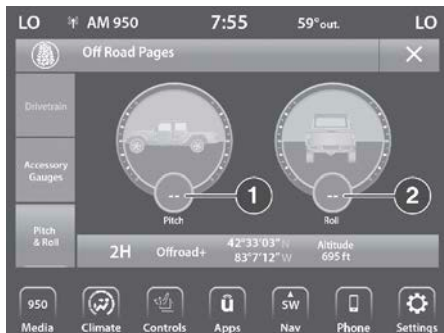 LO AM 950 7:55 59°out. LO
Off Road Pages
Drivetrain
Accessory
Gauges
Pitch
& Roll
-- 1
-- 2
Pitch
Roll
2H Offroad+ 42°33'03" N
83°7'12" W
Altitude
695 ft
950 SW
Media Climate Controls Apps Nav Phone Settings